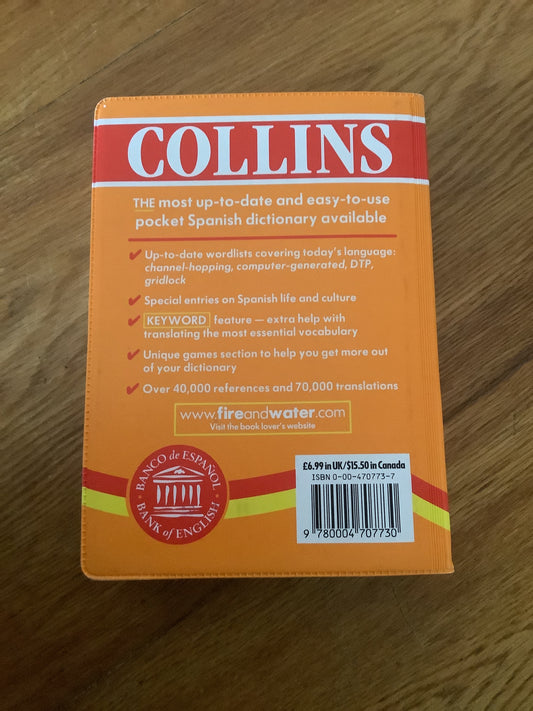 COLLINS
THE most up-to-date and easy-to-use
pocket Spanish dictionary available
✔ Up-to-date wordlists covering today's language:
channel-hopping, computer-generated, DTP,
gridlock
✔ Special entries on Spanish life and culture
✔ KEYWORD feature — extra help with
translating the most essential vocabulary
✔ Unique games section to help you get more out
of your dictionary
✔ Over 40,000 references and 70,000 translations
www.fireandwater.com
Visit the book lover's website
BANCO de ESPAÑOL
BANK of ENGLISH
£6.99 in UK/$15.50 in Canada
ISBN 0-00-470773-7
9 780004 707730